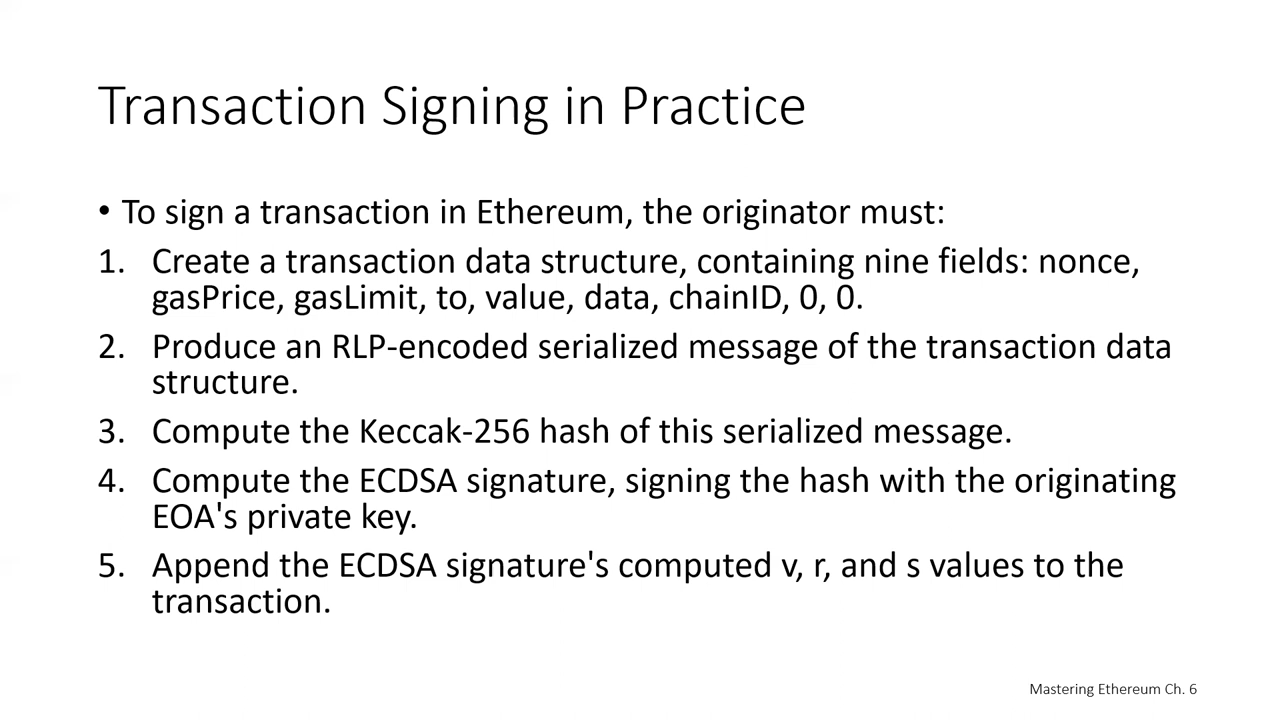 Transaction Signing in Practice
• To sign a transaction in Ethereum, the originator must:
1. Create a transaction data structure, containing nine fields: nonce,
gasPrice, gasLimit, to, value, data, chainID, 0, 0.
2. Produce an RLP-encoded serialized message of the transaction data
structure.
3. Compute the Keccak-256 hash of this serialized message.
4. Compute the ECDSA signature, signing the hash with the originating
EOA's private key.
5. Append the ECDSA signature's computed v, r, and s values to the
transaction.
Mastering Ethereum Ch. 6